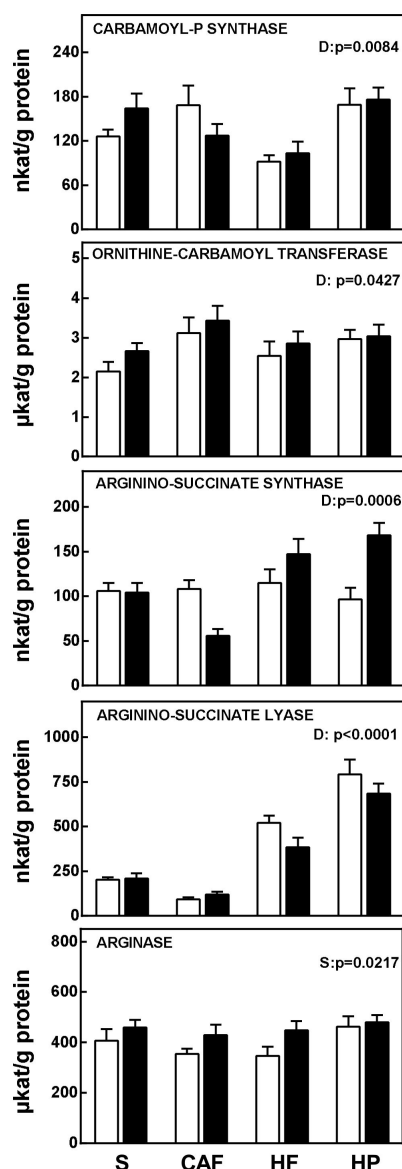 CARBAMOYL-P SYNTHASE
D:p=0.0084
240
180
120
60
0
nkat/g protein
ORNITHINE-CARBAMOYL TRANSFERASE
D: p=0.0427
5
4
3
2
1
0
µkat/g protein
ARGININO-SUCCINATE SYNTHASE
D:p=0.0006
200
150
100
50
0
nkat/g protein
ARGININO-SUCCINATE LYASE
D: p<0.0001
1000
750
500
250
0
nkat/g protein
ARGINASE
S:p=0.0217
800
600
400
200
0
µkat/g protein
S CAF HF HP